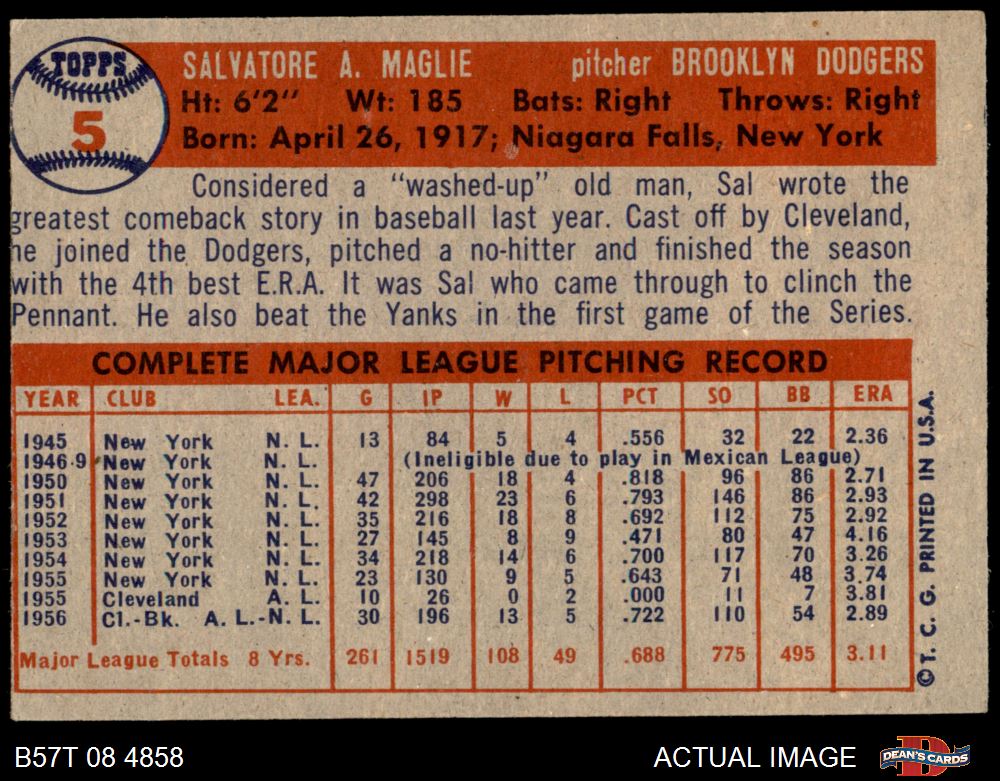 TOPPS
5
SALVATORE A. MAGLIE pitcher BROOKLYN DODGERS
Ht: 6'2" Wt: 185 Bats: Right Throws: Right
Born: April 26, 1917; Niagara Falls, New York
Considered a "washed-up" old man, Sal wrote the
greatest comeback story in baseball last year. Cast off by Cleveland,
he joined the Dodgers, pitched a no-hitter and finished the season
with the 4th best E.R.A. It was Sal who came through to clinch the
Pennant. He also beat the Yanks in the first game of the Series.
COMPLETE MAJOR LEAGUE PITCHING RECORD
YEAR CLUB LEA. G IP W L PCT SO BB ERA
1945 New York N. L. 13 84 5 4 .556 32 22 2.36
1946-9 New York N. L. (Ineligible due to play in Mexican League)
1950 New York N. L. 47 206 18 4 .818 96 86 2.71
1951 New York N. L. 42 298 23 6 .793 146 86 2.93
1952 New York N. L. 35 216 18 8 .692 112 75 2.92
1953 New York N. L. 27 145 8 9 .471 80 47 4.16
1954 New York N. L. 34 218 14 6 .700 117 70 3.26
1955 New York N. L. 23 130 9 5 .643 71 48 3.74
1955 Cleveland A. L. 10 26 0 2 .000 11 7 3.81
1956 Cl.-Bk. A. L.-N. L. 30 196 13 5 .722 110 54 2.89
Major League Totals 8 Yrs. 261 1519 108 49 .688 775 495 3.11
© T. C. G. PRINTED IN U.S.A.
B57T 08 4858
ACTUAL IMAGE
DEAN'S CARDS